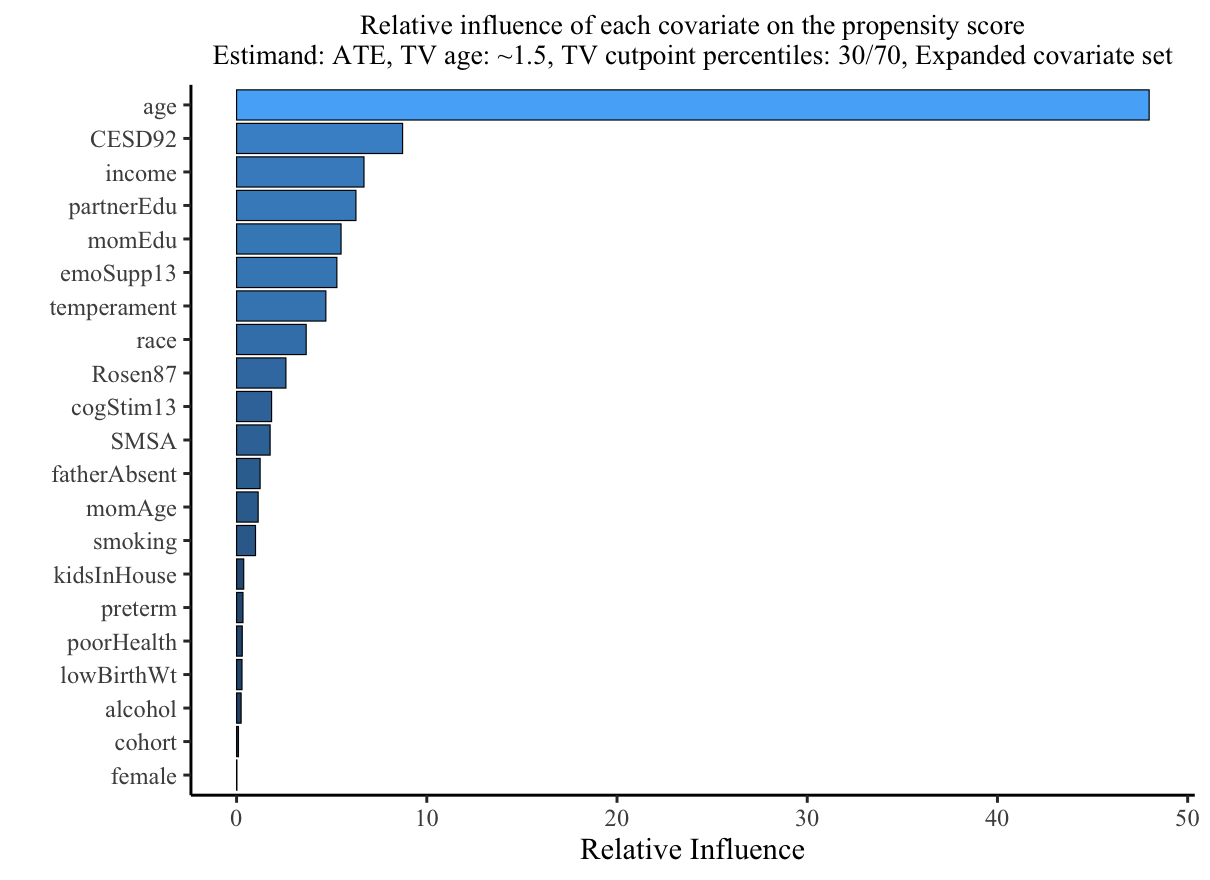 Relative influence of each covariate on the propensity score
Estimand: ATE, TV age: ~1.5, TV cutpoint percentiles: 30/70, Expanded covariate set
age
CESD92
income
partnerEdu
momEdu
emoSupp13
temperament
race
Rosen87
cogStim13
SMSA
fatherAbsent
momAge
smoking
kidsInHouse
preterm
poorHealth
lowBirthWt
alcohol
cohort
female
0 10 20 30 40 50
Relative Influence